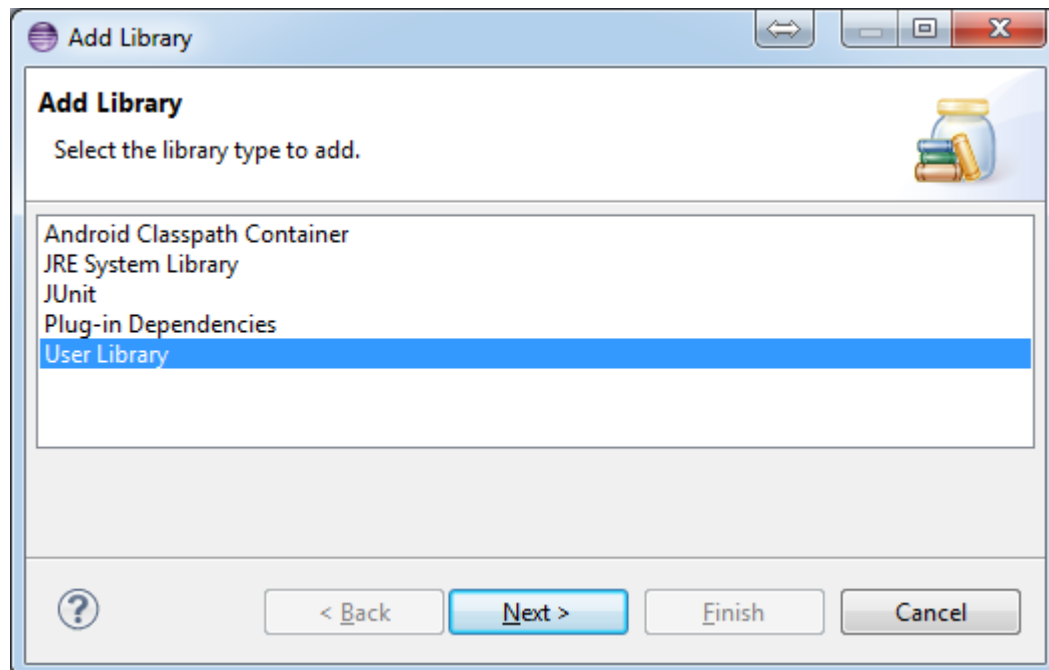 Add Library
Add Library
Select the library type to add.
Android Classpath Container
JRE System Library
JUnit
Plug-in Dependencies
User Library
? < Back Next > Finish Cancel